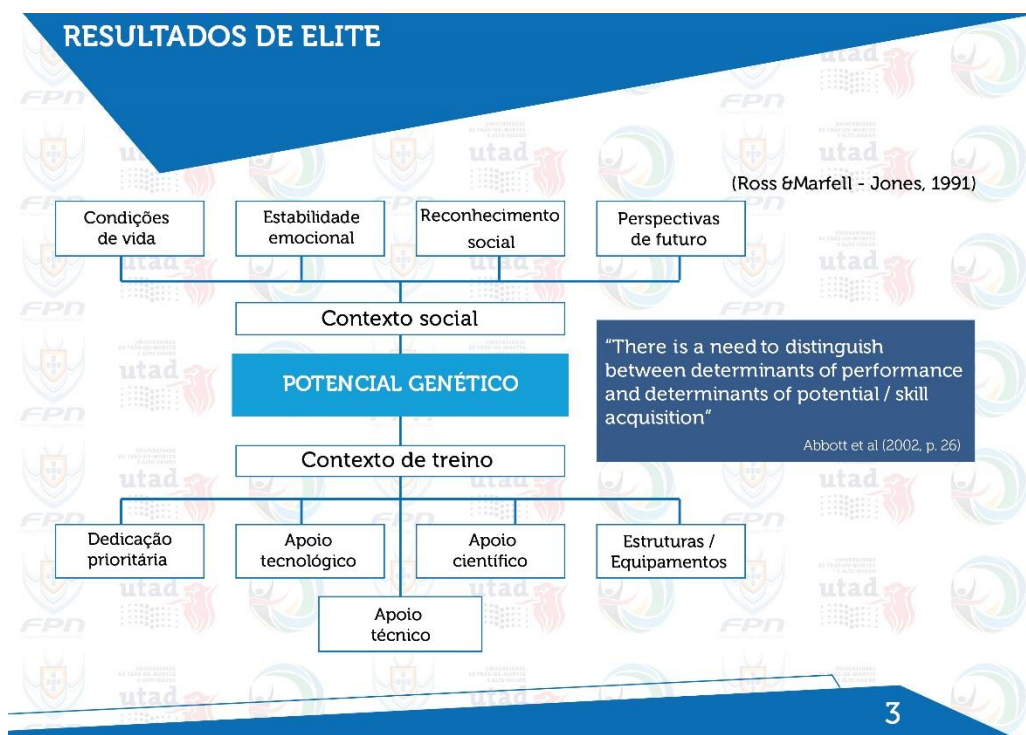 RESULTADOS DE ELITE
(Ross &Marfell - Jones, 1991)
Condições
de vida
Estabilidade
emocional
Reconhecimento
social
Perspectivas
de futuro
Contexto social
POTENCIAL GENÉTICO
"There is a need to distinguish
between determinants of performance
and determinants of potential / skill
acquisition"
Abbott et al (2002, p. 26)
Contexto de treino
Dedicação
prioritária
Apoio
tecnológico
Apoio
científico
Estruturas /
Equipamentos
Apoio
técnico
3
FPN
utad